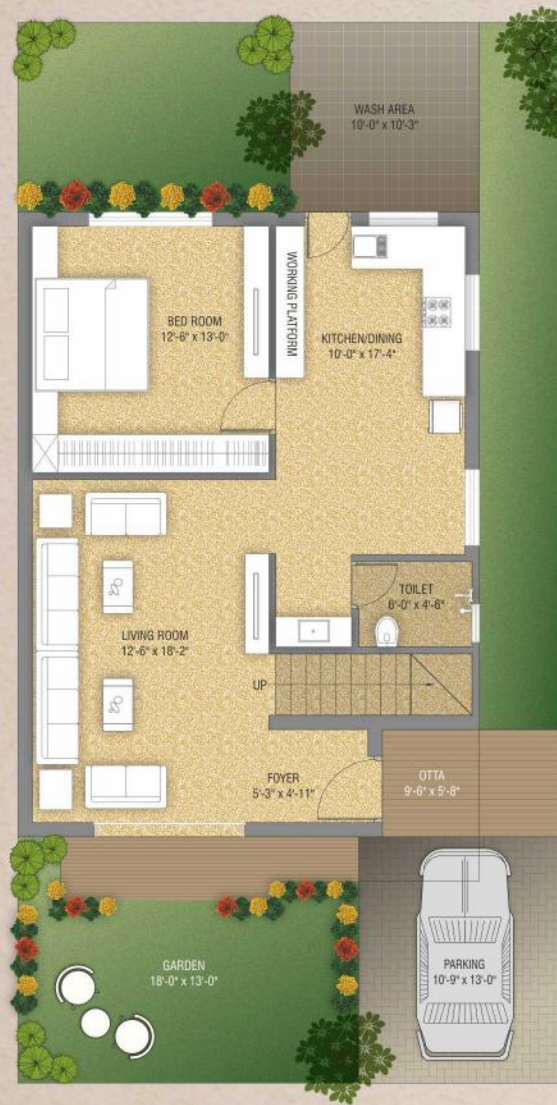 WASH AREA
10'-0" x 10'-3"
BED ROOM
12'-6" x 13'-0"
WORKING PLATFORM
KITCHEN/DINING
10'-0" x 17'-4"
TOILET
6'-0" x 4'-6"
LIVING ROOM
12'-6" x 18'-2"
UP
FOYER
5'-3" x 4'-11"
OTTA
9'-6" x 5'-8"
GARDEN
18'-0" x 13'-0"
PARKING
10'-9" x 13'-0"